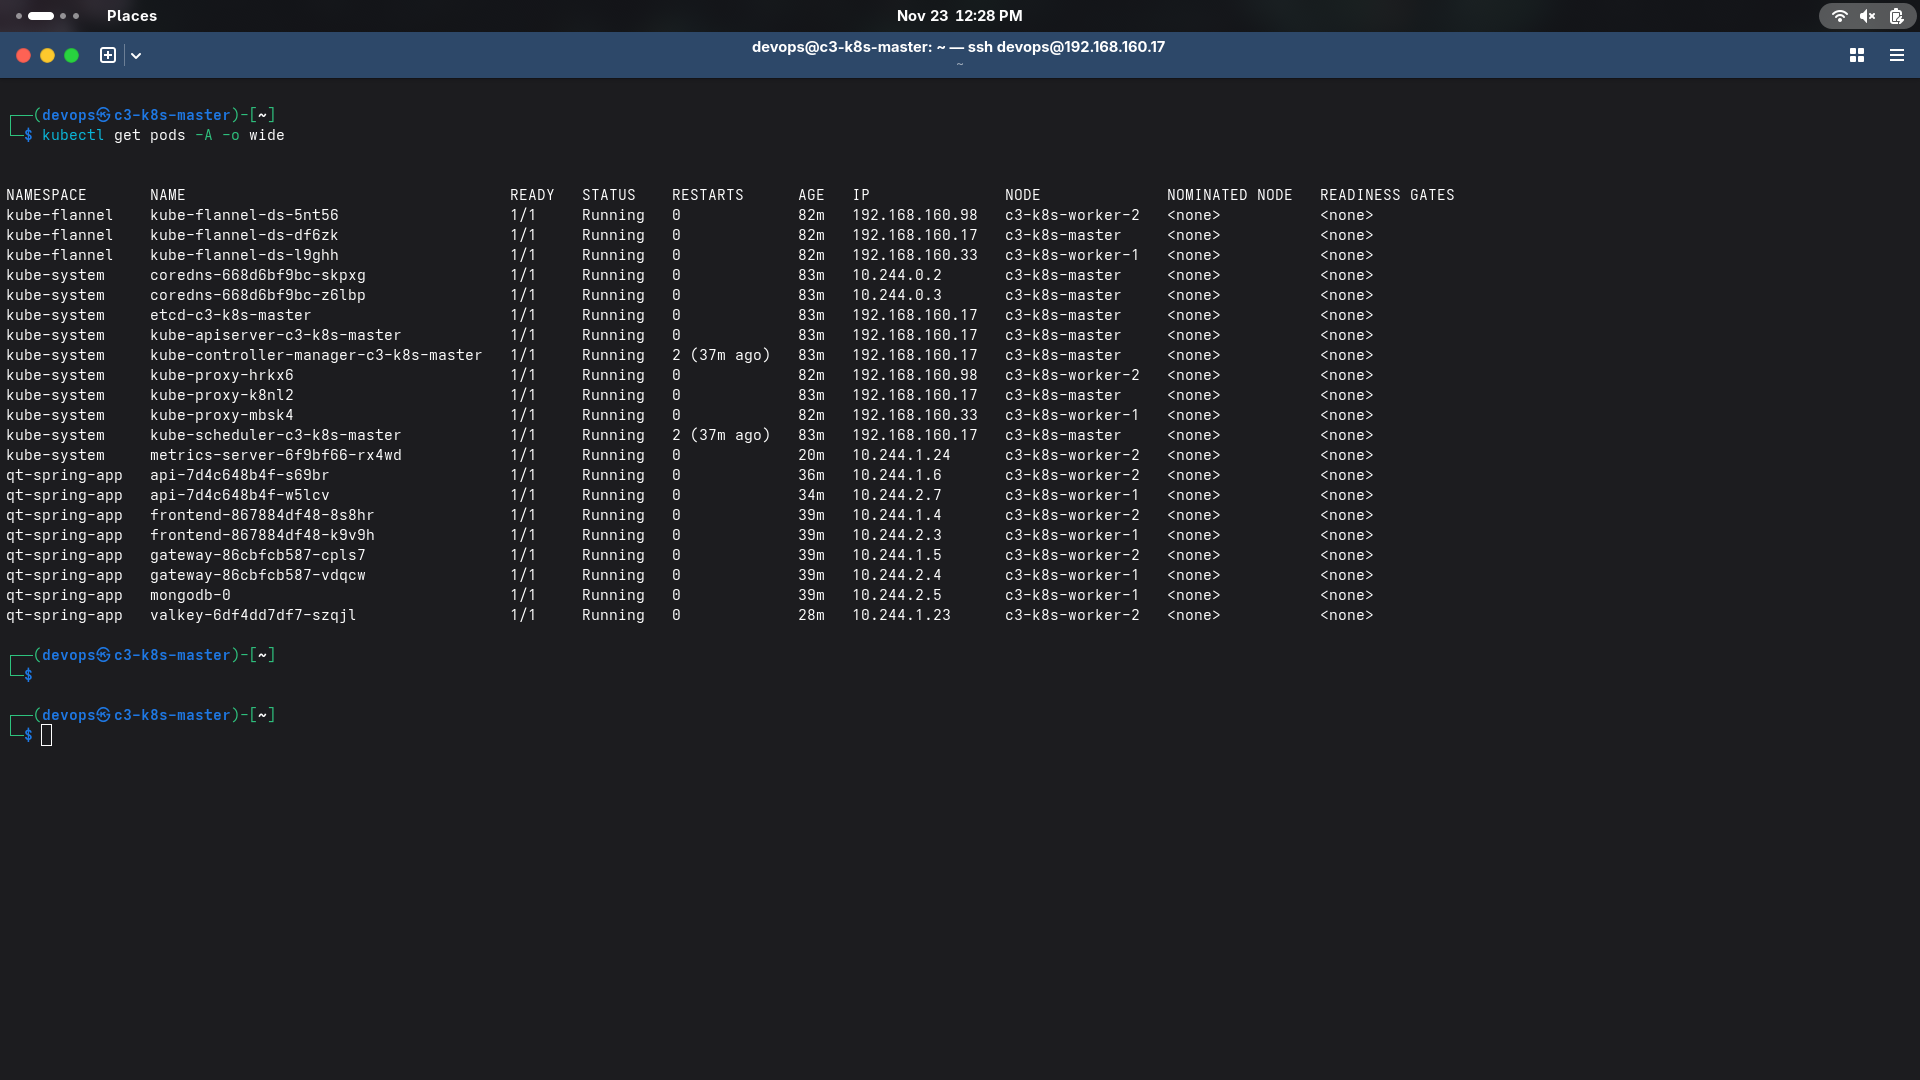 Places
Nov 23 12:28 PM
devops@c3-k8s-master: ~ — ssh devops@192.168.160.17
~
┌──(devops㉿c3-k8s-master)-[~]
└─$ kubectl get pods -A -o wide
NAMESPACE NAME READY STATUS RESTARTS AGE IP NODE NOMINATED NODE READINESS GATES
kube-flannel kube-flannel-ds-5nt56 1/1 Running 0 82m 192.168.160.98 c3-k8s-worker-2 <none> <none>
kube-flannel kube-flannel-ds-df6zk 1/1 Running 0 82m 192.168.160.17 c3-k8s-master <none> <none>
kube-flannel kube-flannel-ds-l9ghh 1/1 Running 0 82m 192.168.160.33 c3-k8s-worker-1 <none> <none>
kube-system coredns-668d6bf9bc-skpxg 1/1 Running 0 83m 10.244.0.2 c3-k8s-master <none> <none>
kube-system coredns-668d6bf9bc-z6lbp 1/1 Running 0 83m 10.244.0.3 c3-k8s-master <none> <none>
kube-system etcd-c3-k8s-master 1/1 Running 0 83m 192.168.160.17 c3-k8s-master <none> <none>
kube-system kube-apiserver-c3-k8s-master 1/1 Running 0 83m 192.168.160.17 c3-k8s-master <none> <none>
kube-system kube-controller-manager-c3-k8s-master 1/1 Running 2 (37m ago) 83m 192.168.160.17 c3-k8s-master <none> <none>
kube-system kube-proxy-hrkx6 1/1 Running 0 82m 192.168.160.98 c3-k8s-worker-2 <none> <none>
kube-system kube-proxy-k8nl2 1/1 Running 0 83m 192.168.160.17 c3-k8s-master <none> <none>
kube-system kube-proxy-mbsk4 1/1 Running 0 82m 192.168.160.33 c3-k8s-worker-1 <none> <none>
kube-system kube-scheduler-c3-k8s-master 1/1 Running 2 (37m ago) 83m 192.168.160.17 c3-k8s-master <none> <none>
kube-system metrics-server-6f9bf66-rx4wd 1/1 Running 0 20m 10.244.1.24 c3-k8s-worker-2 <none> <none>
qt-spring-app api-7d4c648b4f-s69br 1/1 Running 0 36m 10.244.1.6 c3-k8s-worker-2 <none> <none>
qt-spring-app api-7d4c648b4f-w5lcv 1/1 Running 0 34m 10.244.2.7 c3-k8s-worker-1 <none> <none>
qt-spring-app frontend-867884df48-8s8hr 1/1 Running 0 39m 10.244.1.4 c3-k8s-worker-2 <none> <none>
qt-spring-app frontend-867884df48-k9v9h 1/1 Running 0 39m 10.244.2.3 c3-k8s-worker-1 <none> <none>
qt-spring-app gateway-86cbfcb587-cpls7 1/1 Running 0 39m 10.244.1.5 c3-k8s-worker-2 <none> <none>
qt-spring-app gateway-86cbfcb587-vdqcw 1/1 Running 0 39m 10.244.2.4 c3-k8s-worker-1 <none> <none>
qt-spring-app mongodb-0 1/1 Running 0 39m 10.244.2.5 c3-k8s-worker-1 <none> <none>
qt-spring-app valkey-6df4dd7df7-szqjl 1/1 Running 0 28m 10.244.1.23 c3-k8s-worker-2 <none> <none>
┌──(devops㉿c3-k8s-master)-[~]
└─$
┌──(devops㉿c3-k8s-master)-[~]
└─$